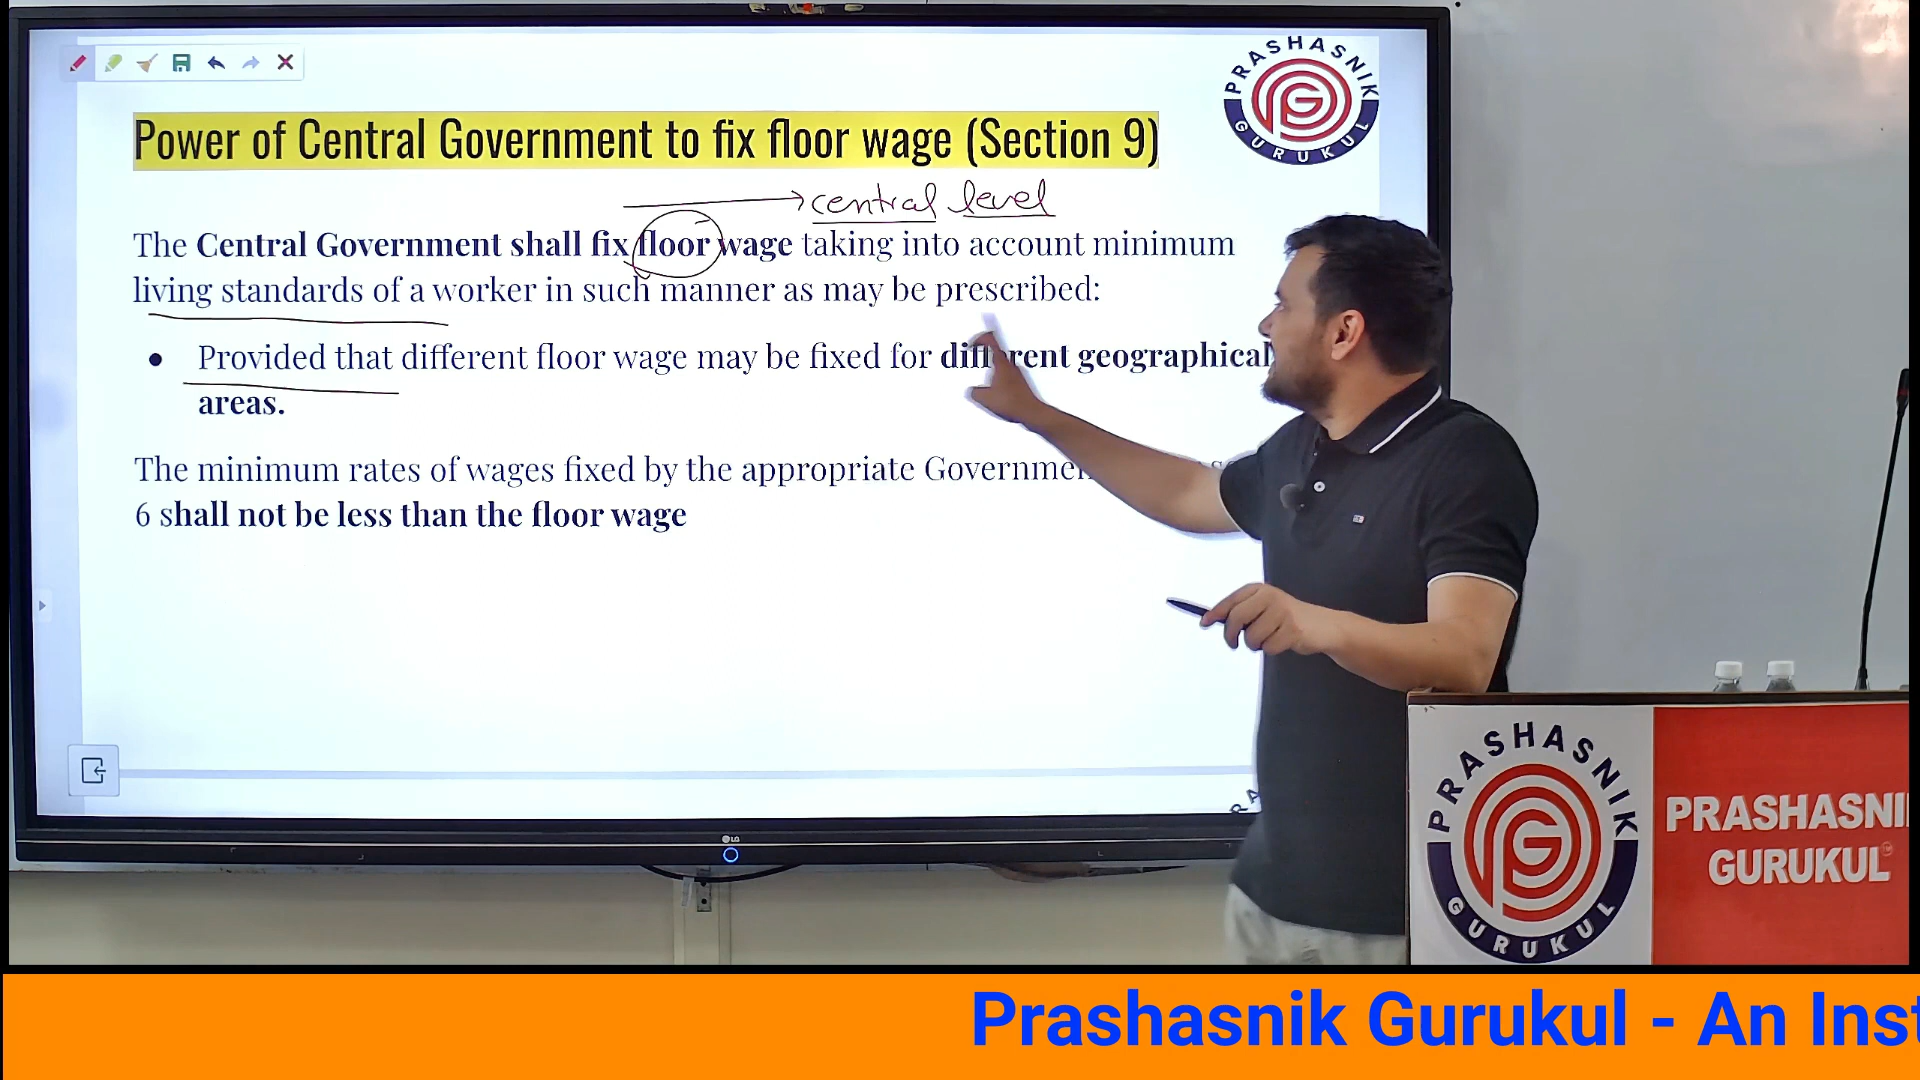 PRASHASNIK
GURUKUL
Power of Central Government to fix floor wage (Section 9)
central level
The Central Government shall fix floor wage taking into account minimum
living standards of a worker in such manner as may be prescribed:
● Provided that different floor wage may be fixed for different geographical
areas.
The minimum rates of wages fixed by the appropriate
6 shall not be less than the floor wage
LG
PRASHASNIK
GURUKUL
PRASHASNI
GURUKUL
Prashasnik Gurukul - An Inst